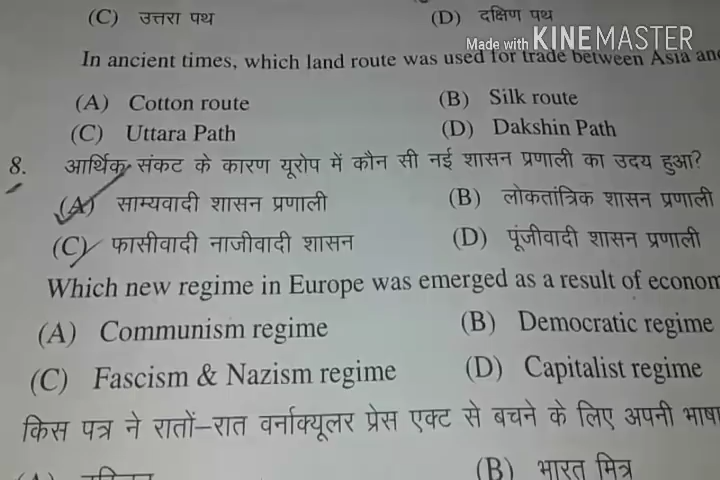 (C) उत्तरा पथ (D) दक्षिण पथ
Made with KINEMASTER
In ancient times, which land route was used for trade between Asia and
(A) Cotton route (B) Silk route
(C) Uttara Path (D) Dakshin Path
8. आर्थिक संकट के कारण यूरोप में कौन सी नई शासन प्रणाली का उदय हुआ?
(A) साम्यवादी शासन प्रणाली (B) लोकतांत्रिक शासन प्रणाली
(C) फासीवादी नाजीवादी शासन (D) पूंजीवादी शासन प्रणाली
Which new regime in Europe was emerged as a result of econom
(A) Communism regime (B) Democratic regime
(C) Fascism & Nazism regime (D) Capitalist regime
किस पत्र ने रातों–रात वर्नाक्यूलर प्रेस एक्ट से बचने के लिए अपनी भाषा
(A) (B) भारत मित्र